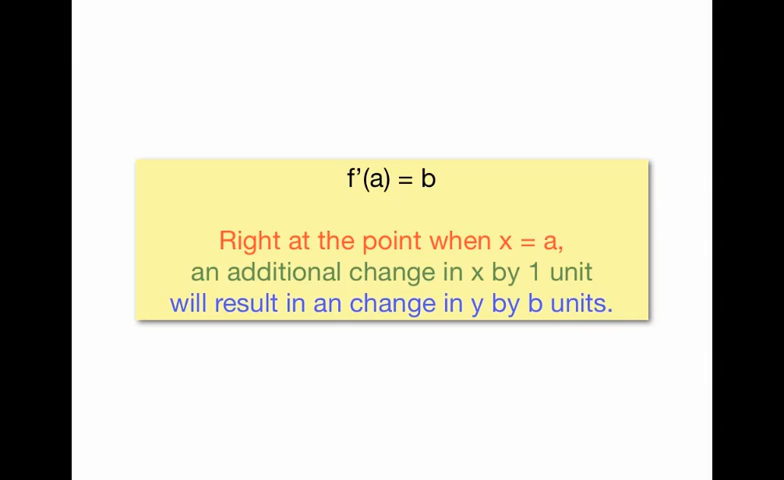 f'(a) = b
Right at the point when x = a,
an additional change in x by 1 unit
will result in an change in y by b units.